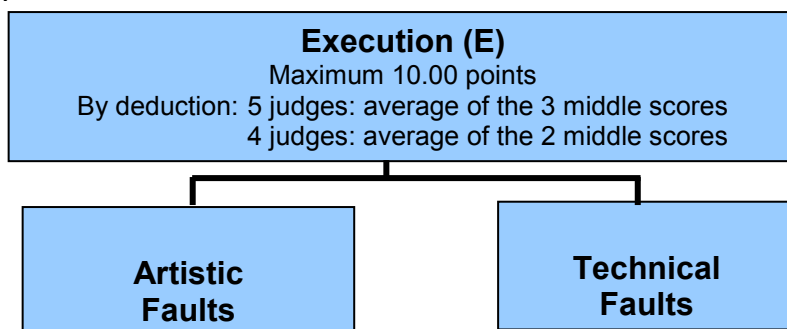 Execution (E)
Maximum 10.00 points
By deduction: 5 judges: average of the 3 middle scores
4 judges: average of the 2 middle scores
Artistic
Faults
Technical
Faults